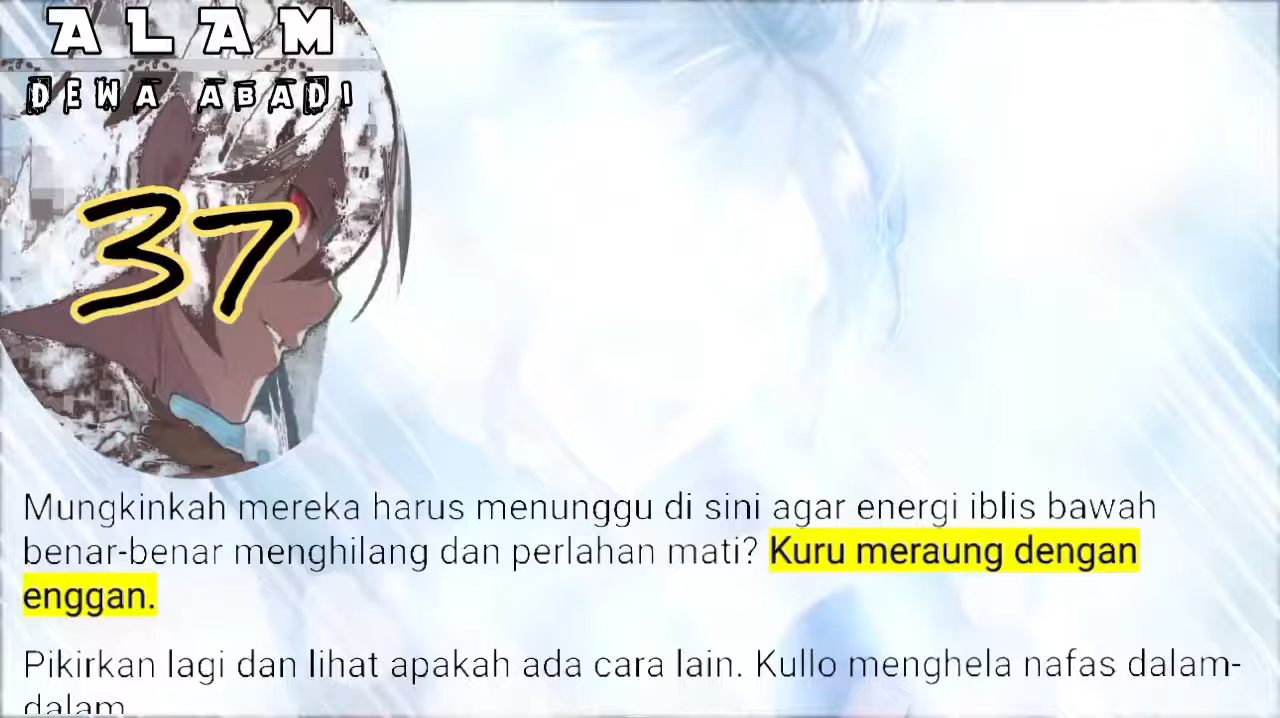 ALAM
DEWA ABADI
37
Mungkinkah mereka harus menunggu di sini agar energi iblis bawah
benar-benar menghilang dan perlahan mati? Kuru meraung dengan
enggan.
Pikirkan lagi dan lihat apakah ada cara lain. Kullo menghela nafas dalam-
dalam